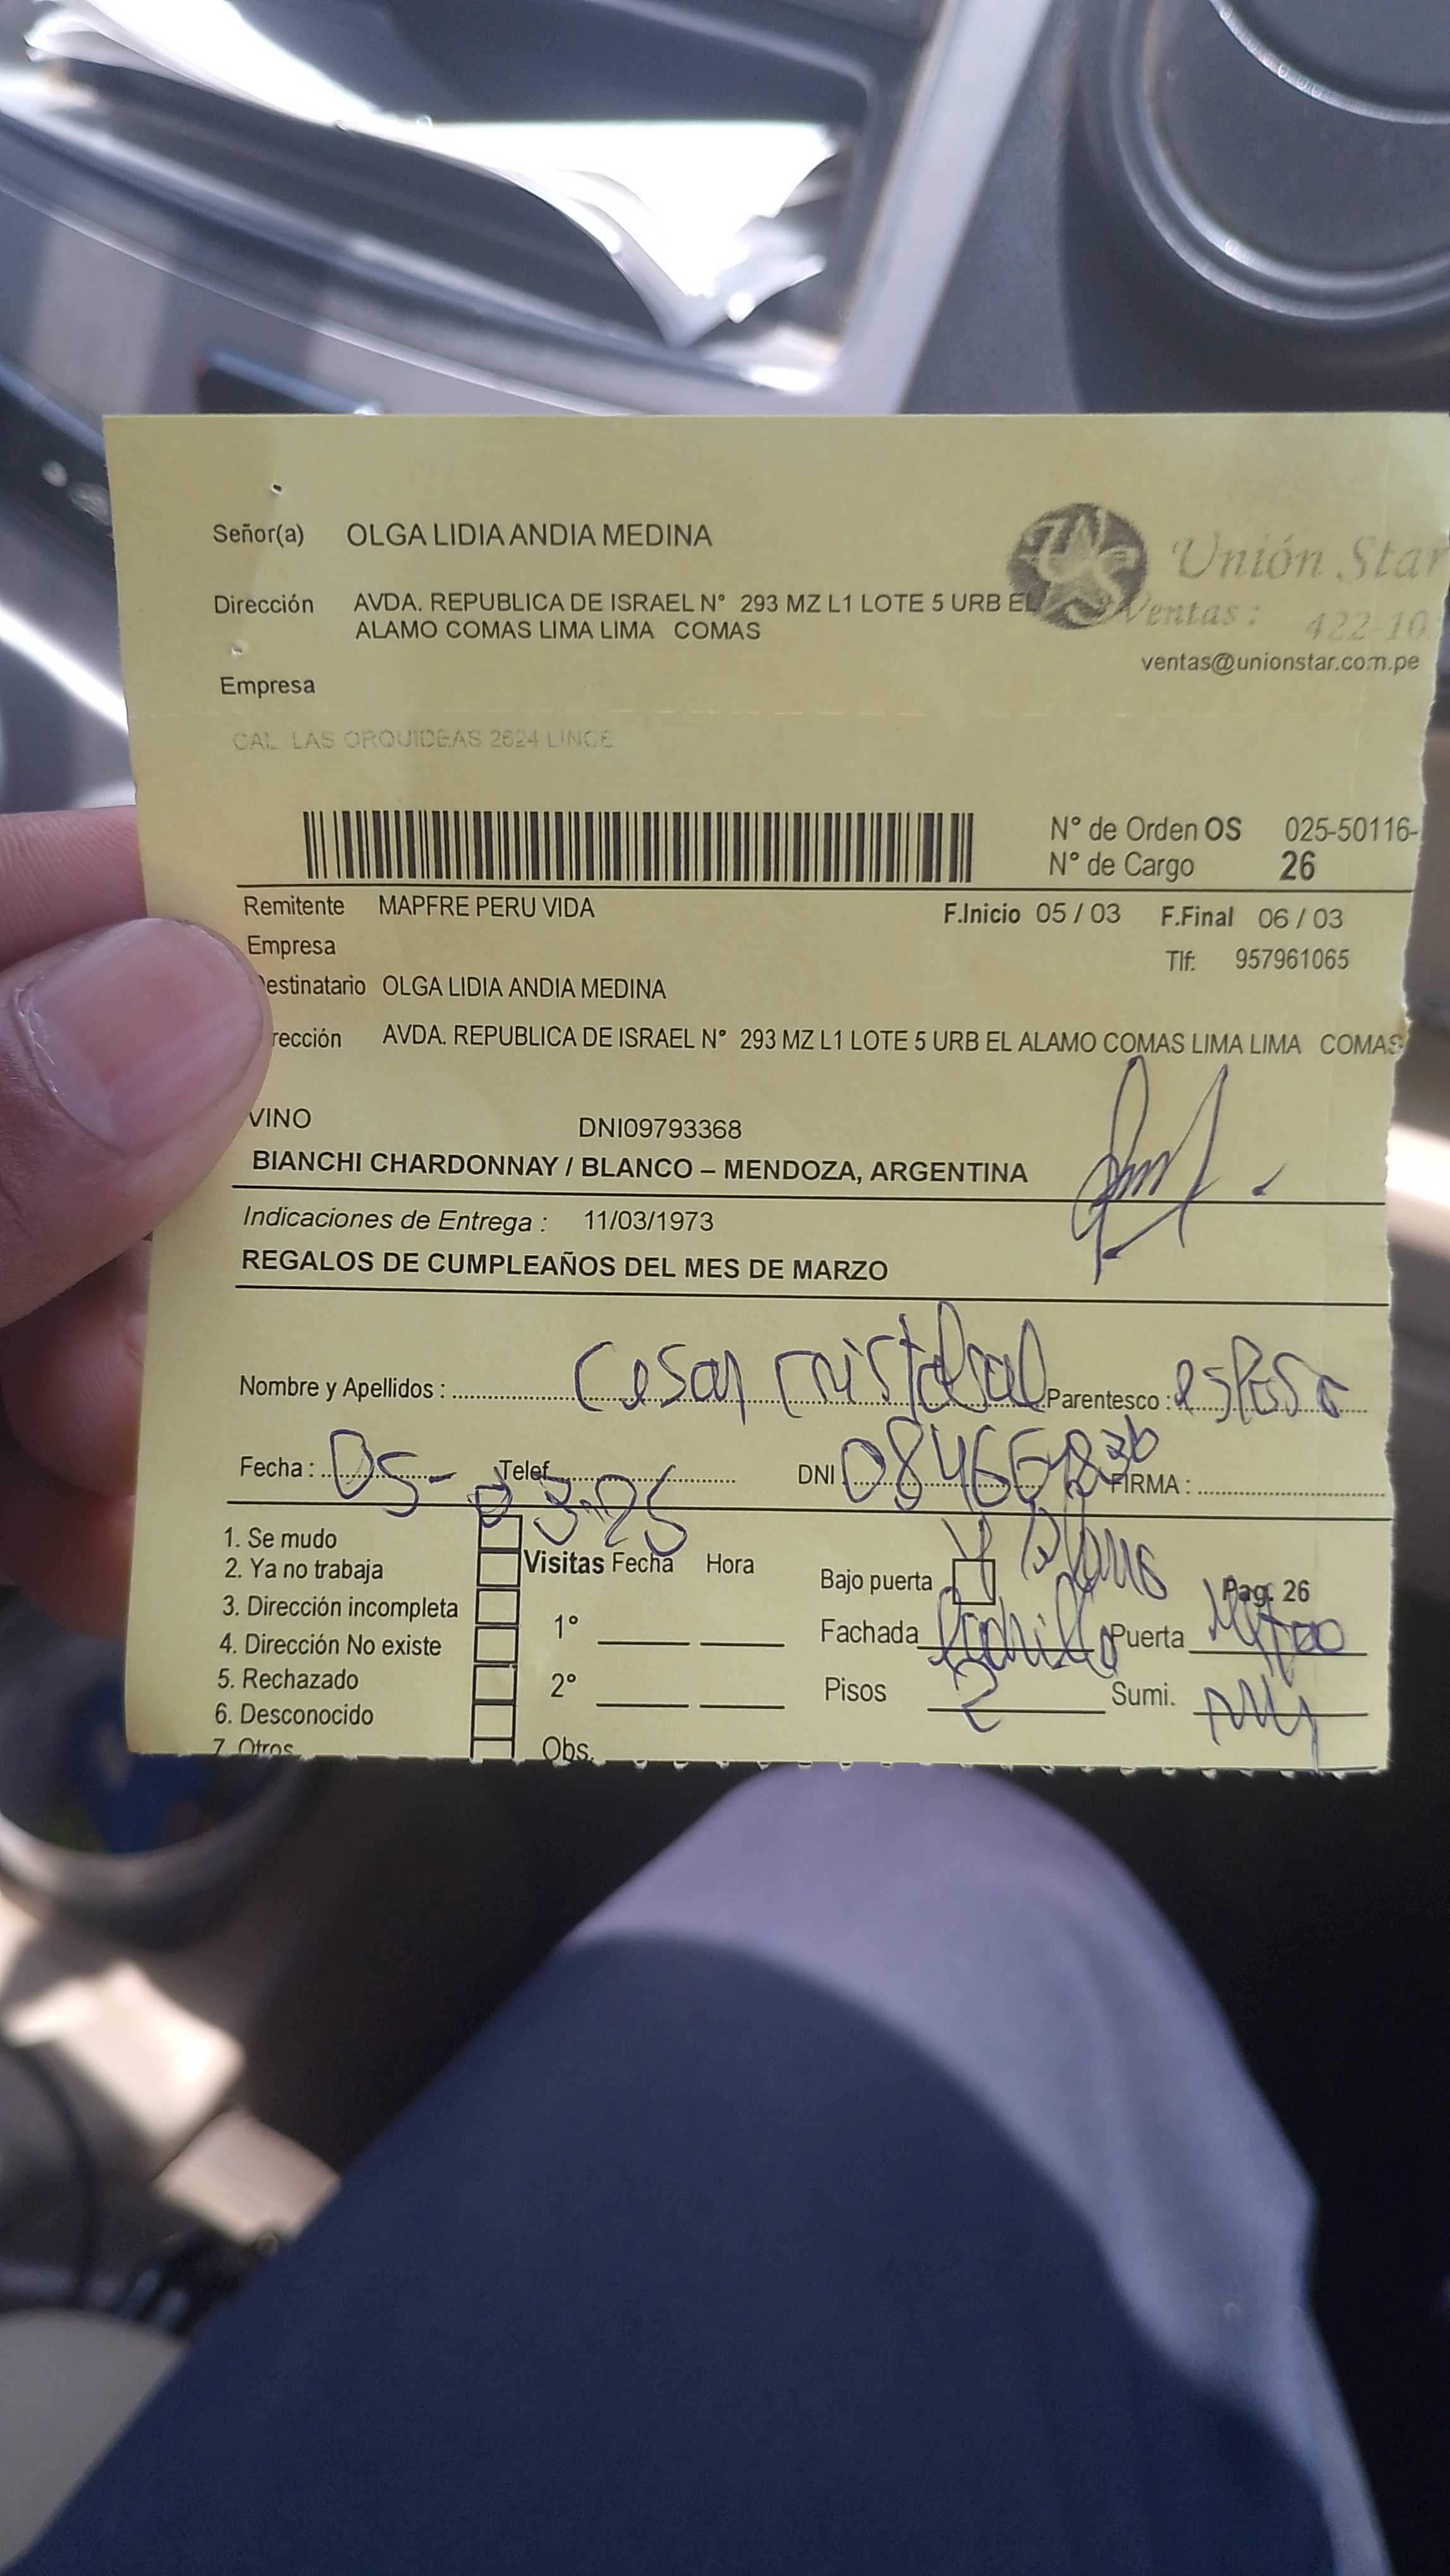 Señor(a) OLGA LIDIA ANDIA MEDINA
Unión Star
Dirección AVDA. REPUBLICA DE ISRAEL N° 293 MZ L1 LOTE 5 URB EL
ALAMO COMAS LIMA LIMA COMAS
Ventas: 422-10
ventas@unionstar.com.pe
Empresa
CAL LAS ORQUIDEAS 2624 LINCE
N° de Orden OS 025-50116-
N° de Cargo 26
Remitente MAPFRE PERU VIDA F.Inicio 05 / 03 F.Final 06 / 03
Empresa Tlf: 957961065
estinatario OLGA LIDIA ANDIA MEDINA
rección AVDA. REPUBLICA DE ISRAEL N° 293 MZ L1 LOTE 5 URB EL ALAMO COMAS LIMA LIMA COMAS
VINO DNI09793368
BIANCHI CHARDONNAY / BLANCO – MENDOZA, ARGENTINA
Indicaciones de Entrega : 11/03/1973
REGALOS DE CUMPLEAÑOS DEL MES DE MARZO
Nombre y Apellidos : Cesar Cristobal Parentesco : esposo
Fecha : 05-03-25 Telef. DNI FIRMA :
1. Se mudo
2. Ya no trabaja Visitas Fecha Hora Bajo puerta Pag. 26
3. Dirección incompleta 1° Fachada Ladrillo Puerta
4. Dirección No existe
5. Rechazado 2° Pisos 2 Sumi.
6. Desconocido
7. Otros Obs.